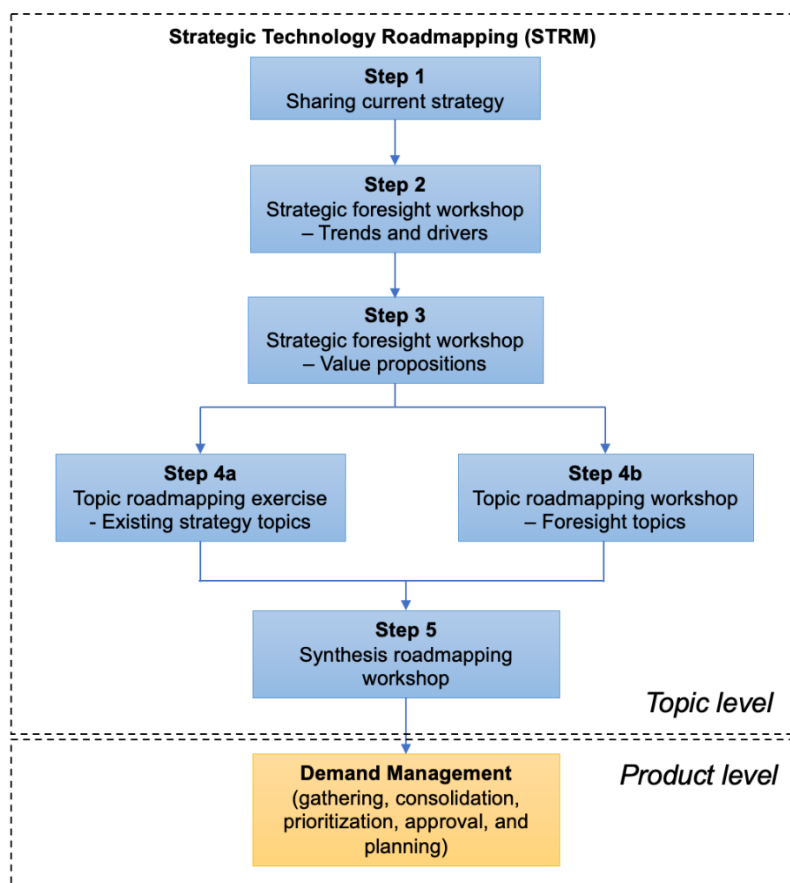 Strategic Technology Roadmapping (STRM)
Step 1
Sharing current strategy
Step 2
Strategic foresight workshop
– Trends and drivers
Step 3
Strategic foresight workshop
– Value propositions
Step 4a
Topic roadmapping exercise
- Existing strategy topics
Step 4b
Topic roadmapping workshop
– Foresight topics
Step 5
Synthesis roadmapping
workshop
Topic level
Demand Management
(gathering, consolidation,
prioritization, approval, and
planning)
Product level